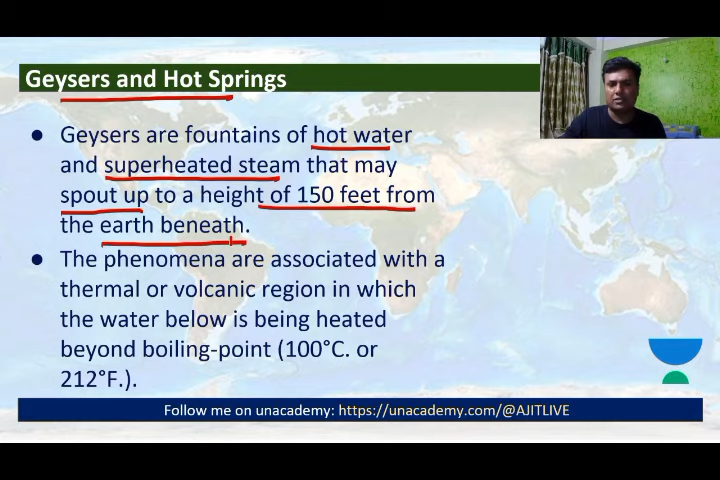 Geysers and Hot Springs
● Geysers are fountains of hot water
and superheated steam that may
spout up to a height of 150 feet from
the earth beneath.
● The phenomena are associated with a
thermal or volcanic region in which
the water below is being heated
beyond boiling-point (100°C. or
212°F.).
Follow me on unacademy: https://unacademy.com/@AJITLIVE